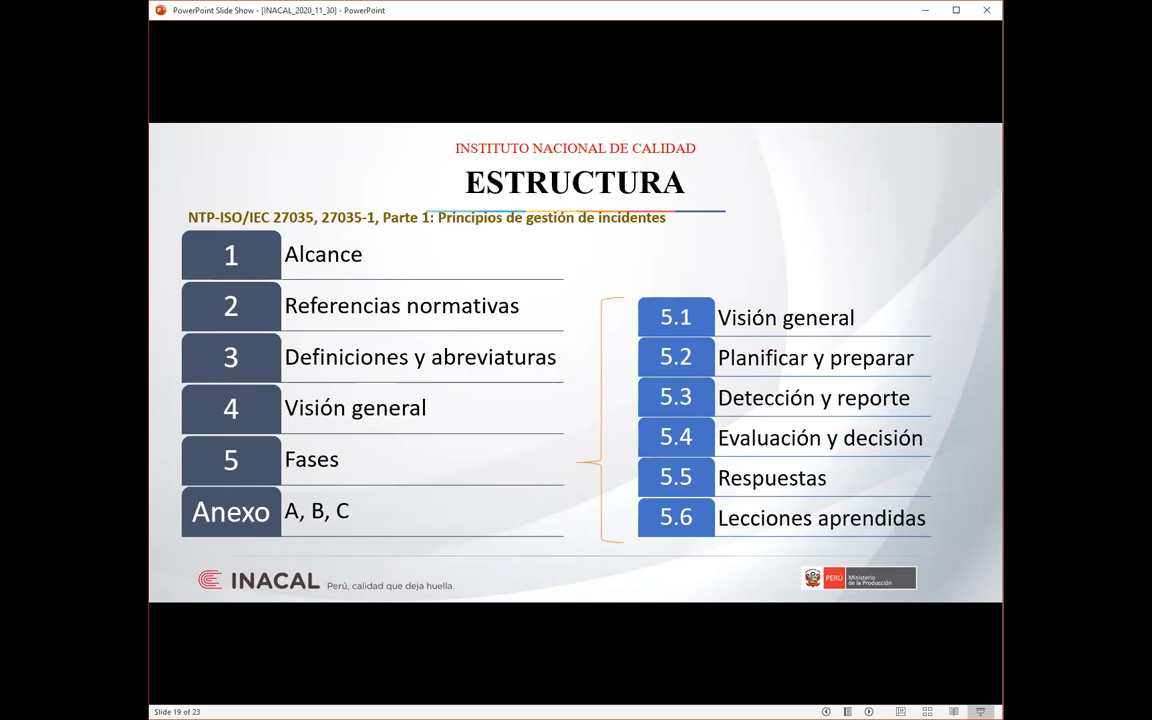 PowerPoint Slide Show - [INACAL_2020_11_30] - PowerPoint
INSTITUTO NACIONAL DE CALIDAD
ESTRUCTURA
NTP-ISO/IEC 27035, 27035-1, Parte 1: Principios de gestión de incidentes
1 Alcance
2 Referencias normativas
3 Definiciones y abreviaturas
4 Visión general
5 Fases
Anexo A, B, C
5.1 Visión general
5.2 Planificar y preparar
5.3 Detección y reporte
5.4 Evaluación y decisión
5.5 Respuestas
5.6 Lecciones aprendidas
INACAL Perú, calidad que deja huella.
PERÚ Ministerio
de la Producción
Slide 19 of 23